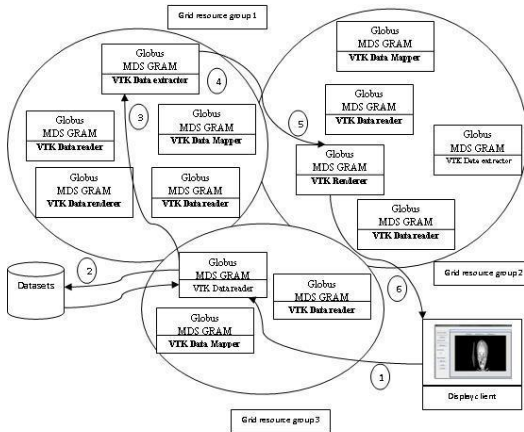 Grid resource group 1
Globus
MDS GRAM
VTK Data extractor
4
3
Globus
MDS GRAM
VTK Data reader
Globus
MDS GRAM
VTK Data Mapper
Globus
MDS GRAM
VTK Data renderer
Globus
MDS GRAM
VTK Data reader
Globus
MDS GRAM
VTK Data Mapper
Globus
MDS GRAM
VTK Data reader
5
Globus
MDS GRAM
VTK Data extractor
Globus
MDS GRAM
VTK Renderer
Globus
MDS GRAM
VTK Data reader
Grid resource group 2
2
Datasets
Globus
MDS GRAM
VTK Data reader
Globus
MDS GRAM
VTK Data reader
Globus
MDS GRAM
VTK Data Mapper
6
1
Display client
Grid resource group 3